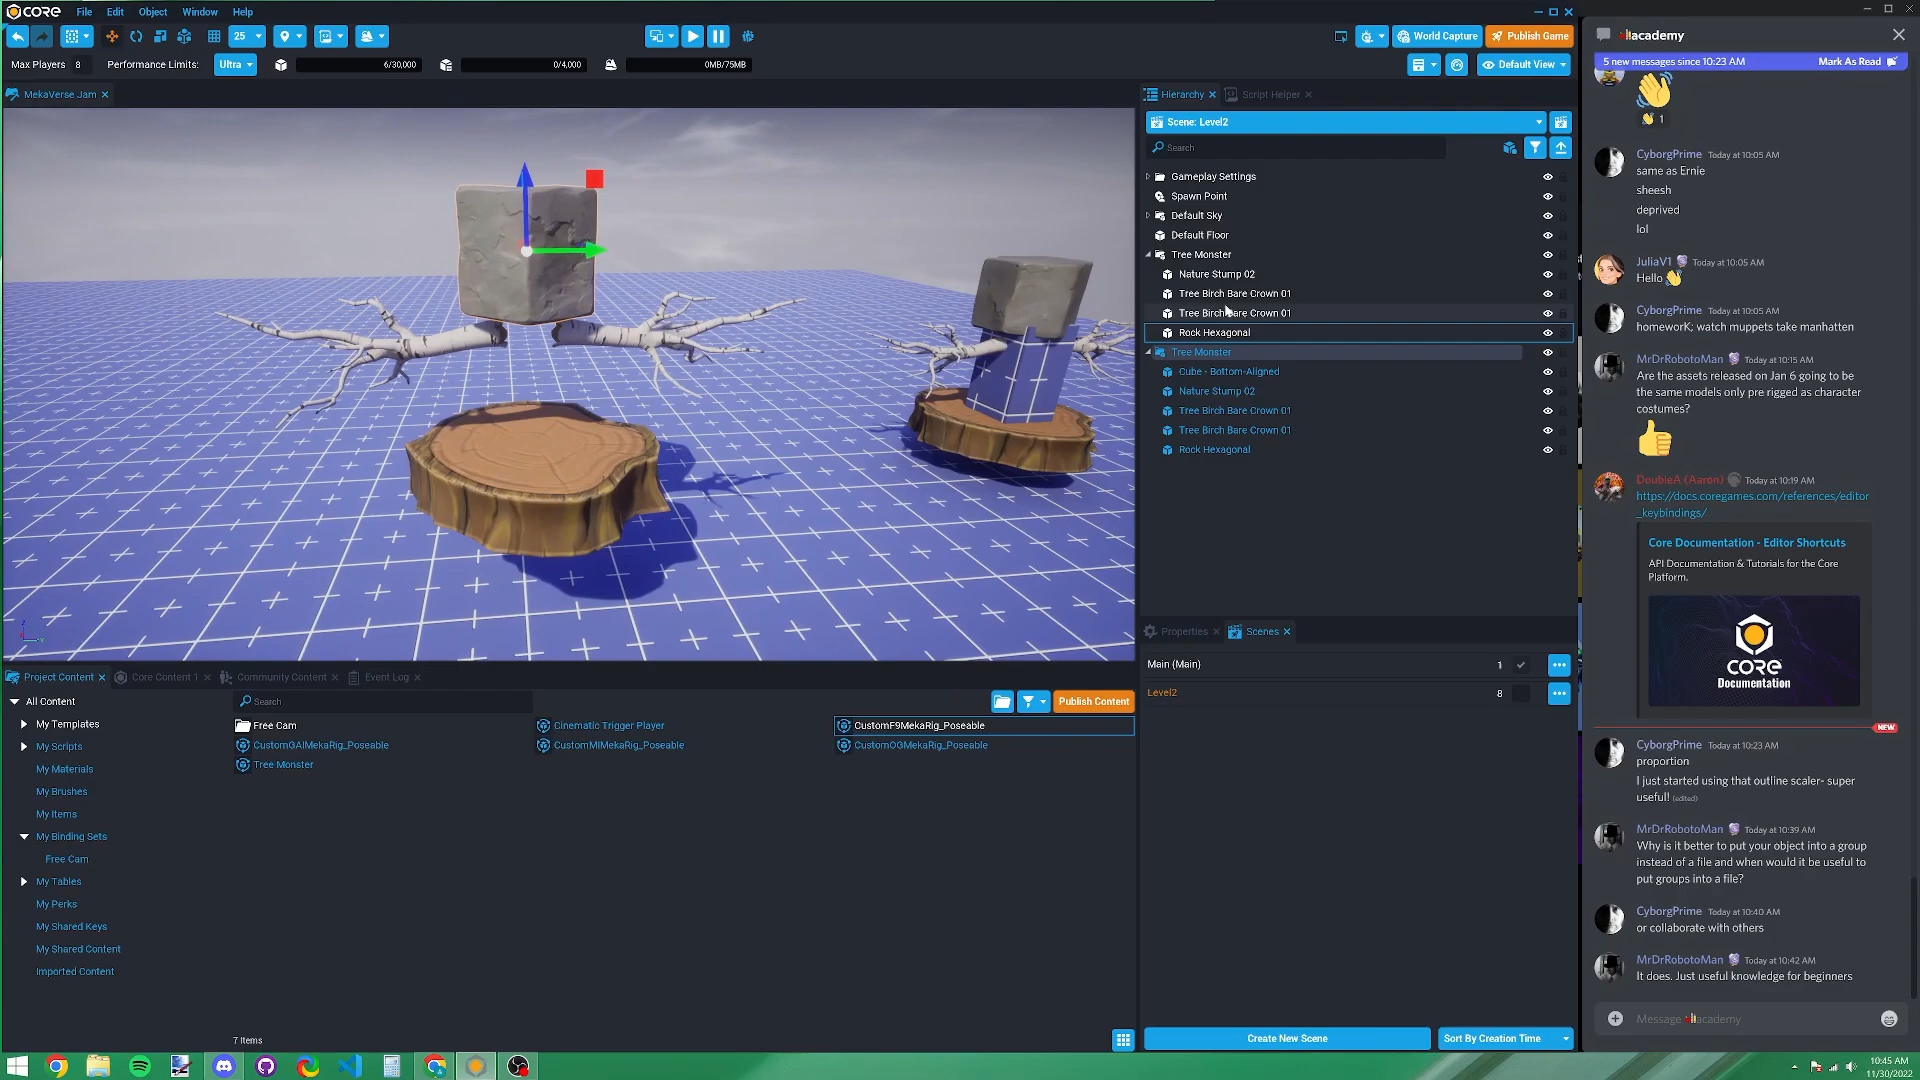 CORE
File Edit Object Window Help
25
World Capture
Publish Game
Max Players 8 Performance Limits: Ultra 6/30,000 0/4,000 0MB/75MB
Default View
MekaVerse Jam
Hierarchy
Script Helper
Scene: Level2
Search
Gameplay Settings
Spawn Point
Default Sky
Default Floor
Tree Monster
Nature Stump 02
Tree Birch Bare Crown 01
Tree Birch Bare Crown 01
Rock Hexagonal
Tree Monster
Cube - Bottom-Aligned
Nature Stump 02
Tree Birch Bare Crown 01
Tree Birch Bare Crown 01
Rock Hexagonal
Properties
Scenes
Main (Main) 1
Level2 8
Create New Scene
Sort By Creation Time
Project Content
Core Content 1
Community Content
Event Log
All Content
My Templates
My Scripts
My Materials
My Brushes
My Items
My Binding Sets
Free Cam
My Tables
My Perks
My Shared Keys
My Shared Content
Imported Content
Search
Publish Content
Free Cam
Cinematic Trigger Player
CustomF9MekaRig_Poseable
CustomGAIMekaRig_Poseable
CustomMIMekaRig_Poseable
CustomOGMekaRig_Poseable
Tree Monster
7 Items
academy
5 new messages since 10:23 AM
Mark As Read
1
CyborgPrime Today at 10:05 AM
same as Ernie
sheesh
deprived
lol
JuliaV1 Today at 10:05 AM
Hello
CyborgPrime Today at 10:05 AM
homeworK; watch muppets take manhatten
MrDrRobotoMan Today at 10:15 AM
Are the assets released on Jan 6 going to be
the same models only pre rigged as character
costumes?
DoubleA (Aaron) Today at 10:19 AM
https://docs.coregames.com/references/editor
_keybindings/
Core Documentation - Editor Shortcuts
API Documentation & Tutorials for the Core
Platform.
CORE
Documentation
NEW
CyborgPrime Today at 10:23 AM
proportion
I just started using that outline scaler- super
useful! (edited)
MrDrRobotoMan Today at 10:39 AM
Why is it better to put your object into a group
instead of a file and when would it be useful to
put groups into a file?
CyborgPrime Today at 10:40 AM
or collaborate with others
MrDrRobotoMan Today at 10:42 AM
It does. Just useful knowledge for beginners
Message academy
10:45 AM
11/30/2022